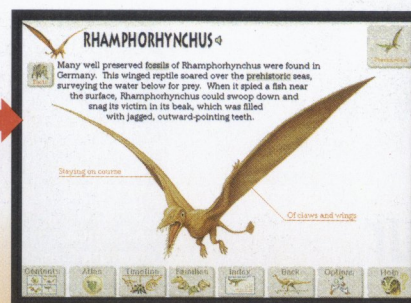 RHAMPHORHYNCHUS
Many well preserved fossils of Rhamphorhynchus were found in
Germany. This winged reptile soared over the prehistoric seas,
surveying the water below for prey. When it spied a fish near
the surface, Rhamphorhynchus could swoop down and
snag its victim in its beak, which was filled
with jagged, outward-pointing teeth.
Staying on course
Of claws and wings
Contents
Atlas
Timeline
Families
Index
Back
Options
Help